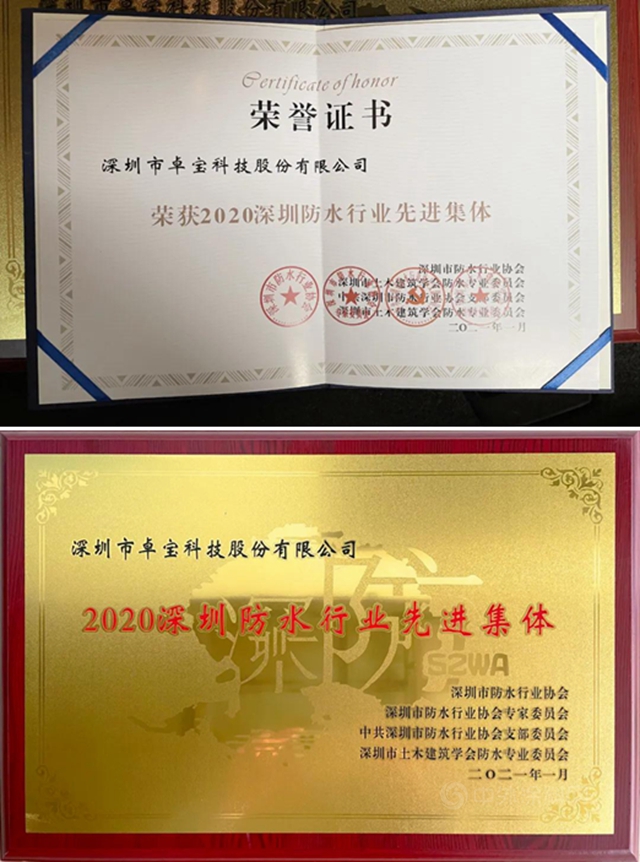 Certificate of honor
荣誉证书
深圳市卓宝科技股份有限公司
荣获2020深圳防水行业先进集体
深圳市防水行业协会
深圳市土木建筑学会防水专业委员会
中共深圳市防水行业协会支部委员会
深圳市土木建筑学会防水专业委员会
二〇二一年一月
深圳市防水行业协会
深圳市卓宝科技股份有限公司
2020深圳防水行业先进集体
深防
SZWA
深圳市防水行业协会
深圳市防水行业协会专家委员会
中共深圳市防水行业协会支部委员会
深圳市土木建筑学会防水专业委员会
二〇二一年一月